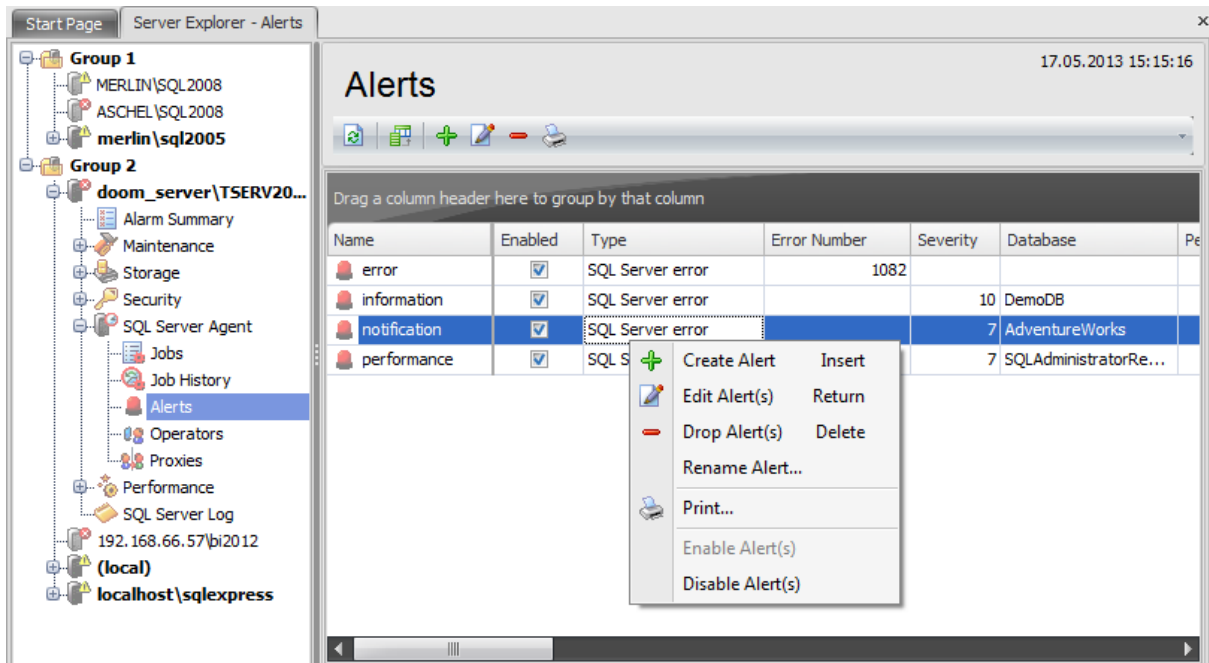 Start Page
Server Explorer - Alerts
Group 1
MERLIN\SQL2008
ASCHEL\SQL2008
merlin\sql2005
Group 2
doom_server\TSERV20...
Alarm Summary
Maintenance
Storage
Security
SQL Server Agent
Jobs
Job History
Alerts
Operators
Proxies
Performance
SQL Server Log
192.168.66.57\bi2012
(local)
localhost\sqlexpress
17.05.2013 15:15:16
Alerts
Drag a column header here to group by that column
Name Enabled Type Error Number Severity Database Pe
error SQL Server error 1082
information SQL Server error 10 DemoDB
notification SQL Server error 7 AdventureWorks
performance SQL S 7 SQLAdministratorRe...
Create Alert Insert
Edit Alert(s) Return
Drop Alert(s) Delete
Rename Alert...
Print...
Enable Alert(s)
Disable Alert(s)